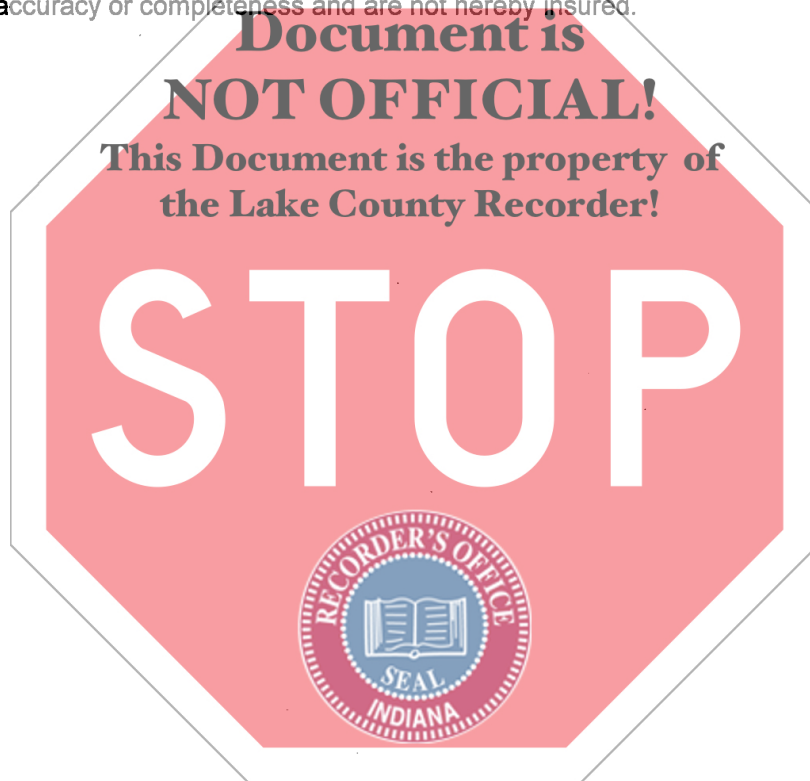 accuracy or completeness and are not hereby insured.
Document is
NOT OFFICIAL!
This Document is the property of
the Lake County Recorder!
STOP
RECORDER'S OFFICE
SEAL
INDIANA